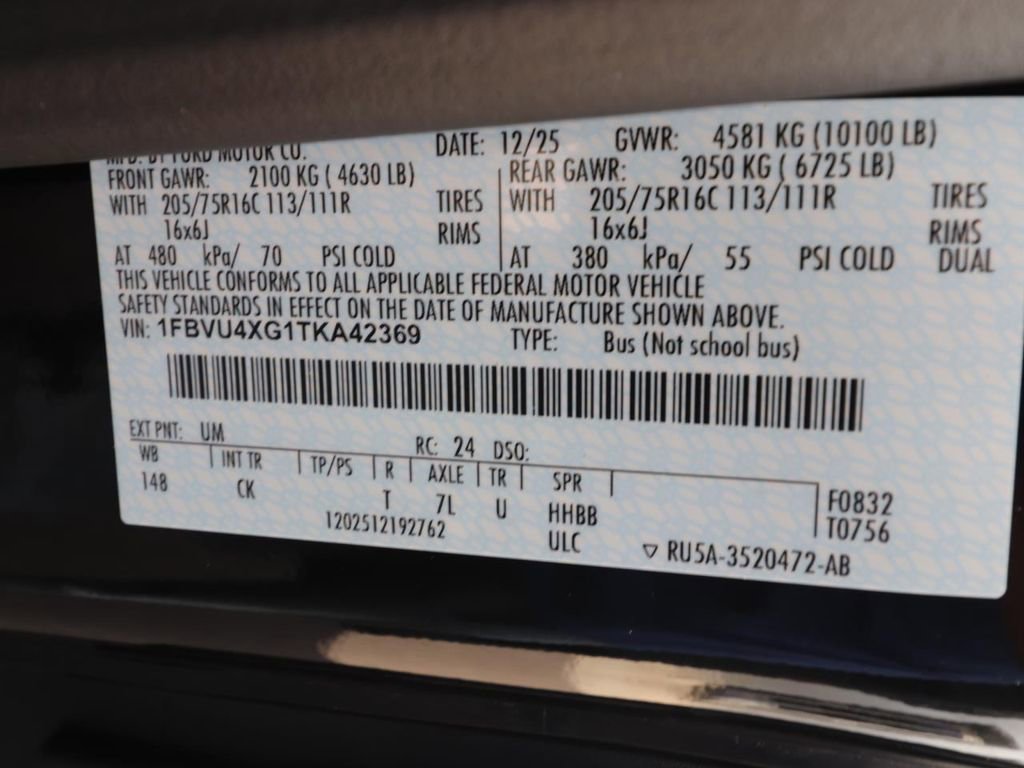 MFD. BY FORD MOTOR CO. DATE: 12/25 GVWR: 4581 KG (10100 LB)
FRONT GAWR: 2100 KG ( 4630 LB) REAR GAWR: 3050 KG ( 6725 LB)
WITH 205/75R16C 113/111R TIRES WITH 205/75R16C 113/111R TIRES
16x6J RIMS 16x6J RIMS
AT 480 kPa/ 70 PSI COLD AT 380 kPa/ 55 PSI COLD DUAL
THIS VEHICLE CONFORMS TO ALL APPLICABLE FEDERAL MOTOR VEHICLE
SAFETY STANDARDS IN EFFECT ON THE DATE OF MANUFACTURE SHOWN ABOVE.
VIN: 1FBVU4XG1TKA42369 TYPE: Bus (Not school bus)
EXT PNT: UM RC: 24 DSO:
WB INT TR TP/PS R AXLE TR SPR
148 CK T 7L U HHBB F0832
1202512192762 ULC T0756
▽ RU5A-3520472-AB